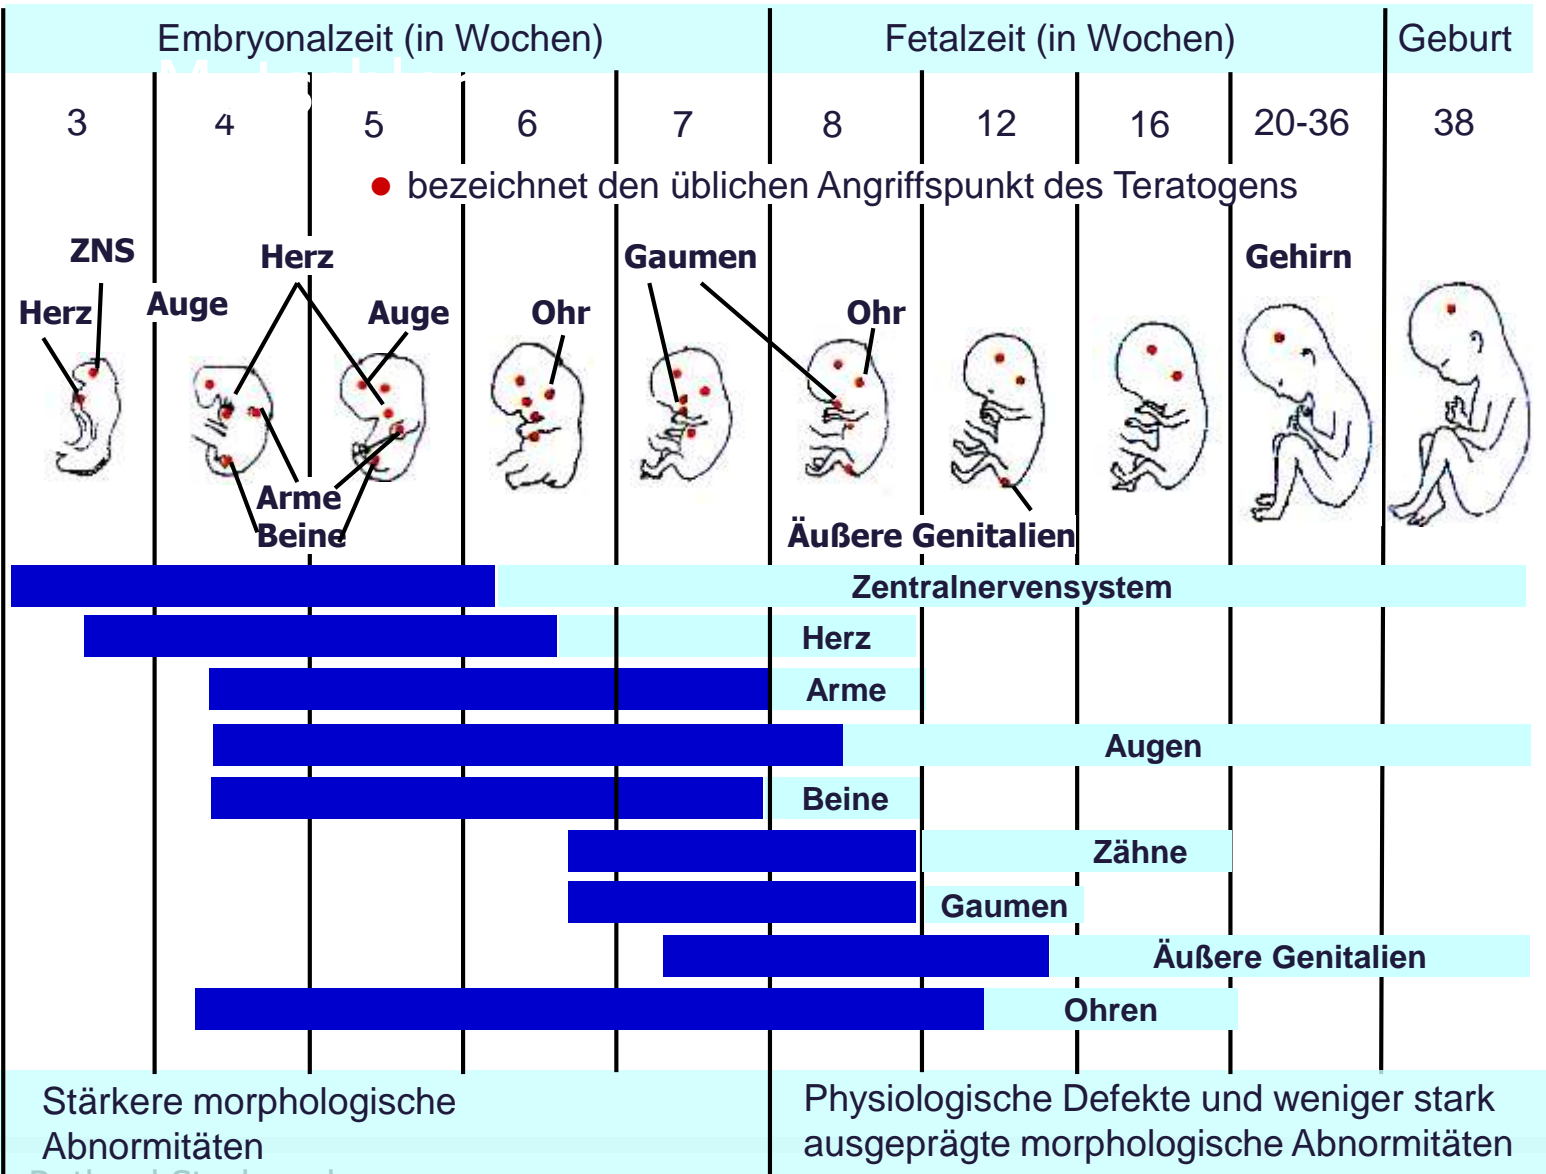 Embryonalzeit (in Wochen) Fetalzeit (in Wochen) Geburt
3 4 5 6 7 8 12 16 20-36 38
bezeichnet den üblichen Angriffspunkt des Teratogens
ZNS Herz Gaumen Gehirn
Herz Auge Auge Ohr Ohr
Arme
Beine Äußere Genitalien
Zentralnervensystem
Herz
Arme
Augen
Beine
Zähne
Gaumen
Äußere Genitalien
Ohren
Stärkere morphologische
Abnormitäten
Physiologische Defekte und weniger stark
ausgeprägte morphologische Abnormitäten